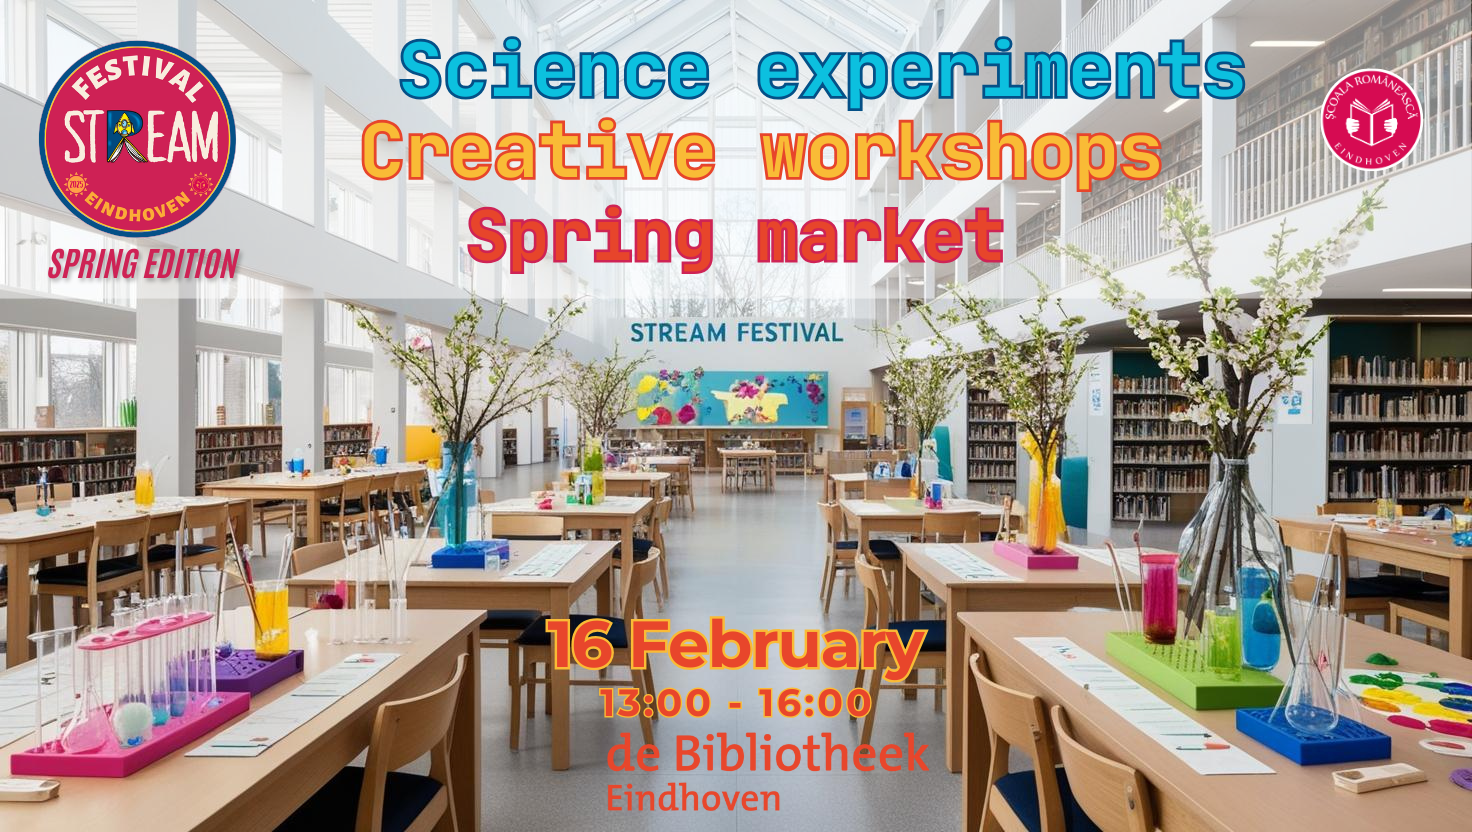 FESTIVAL
STREAM
2025
EINDHOVEN
SPRING EDITION
Science experiments
Creative workshops
Spring market
ȘCOALA ROMÂNEASCĂ
EINDHOVEN
STREAM FESTIVAL
16 February
13:00 - 16:00
de Bibliotheek
Eindhoven